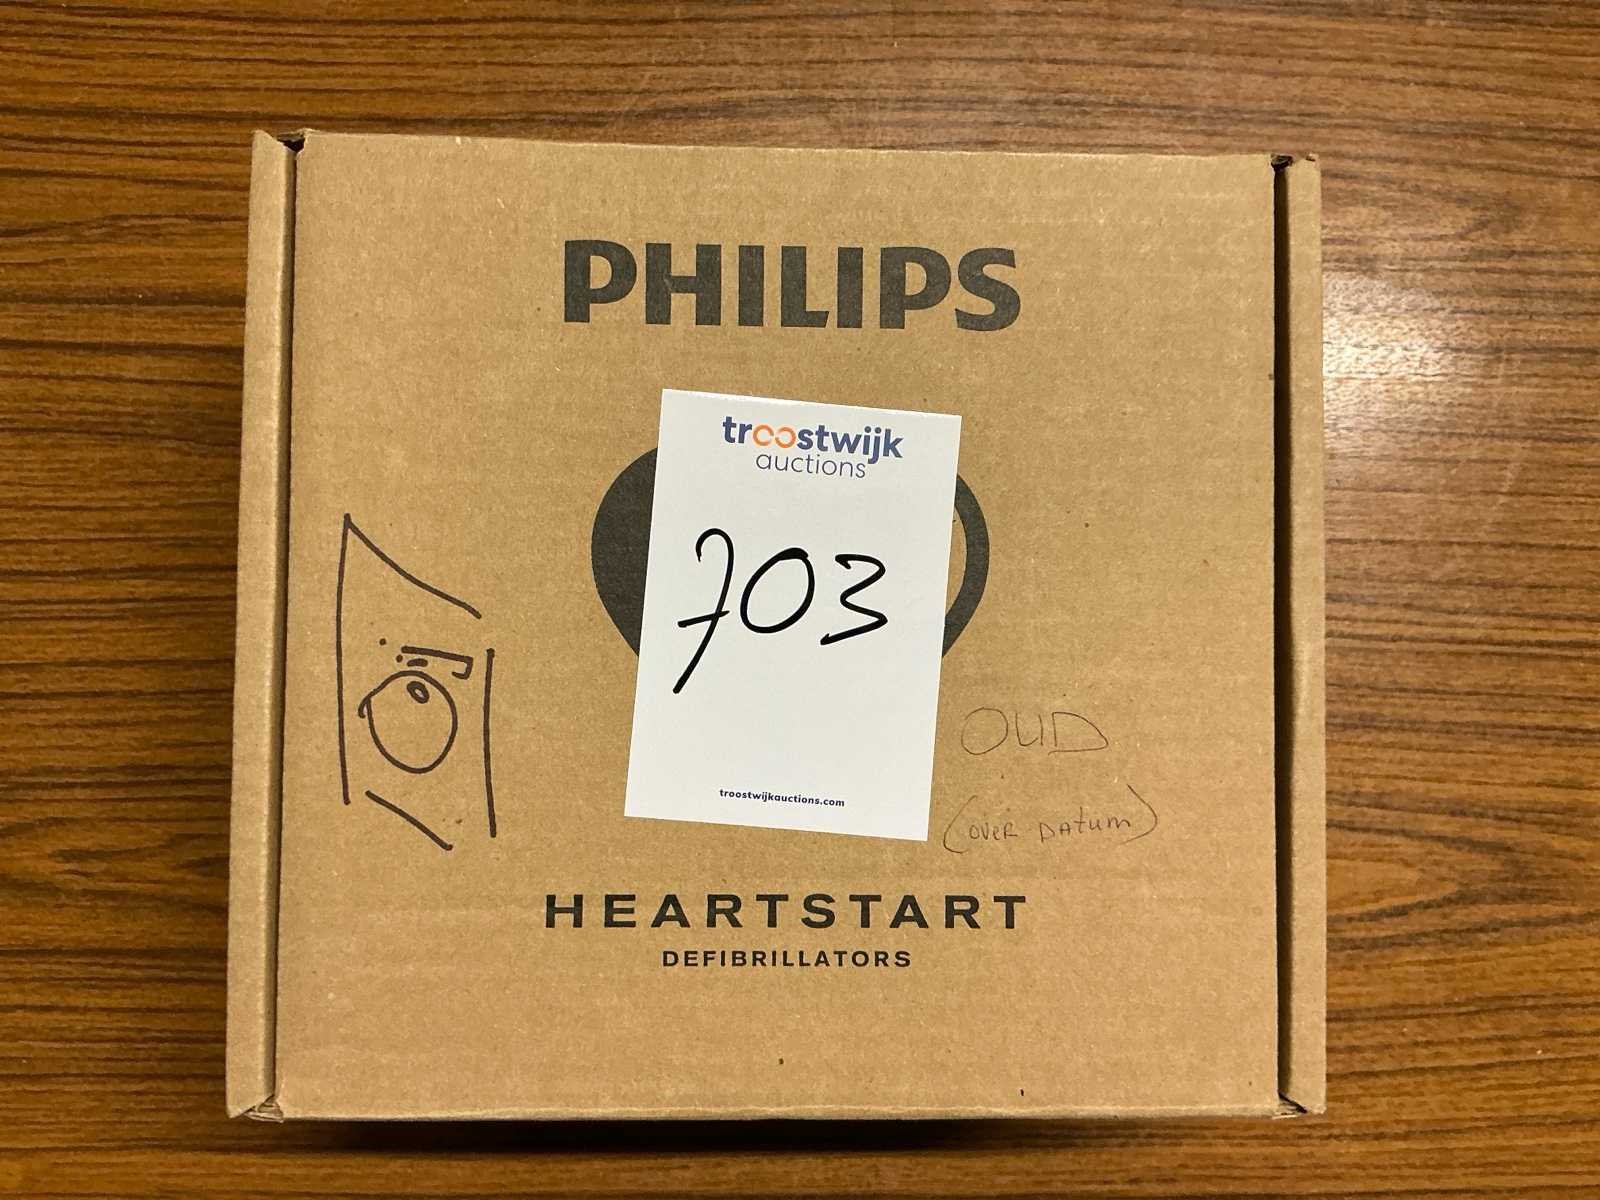 PHILIPS
troostwijk
auctions
703
troostwijkauctions.com
OUD
(OVER DATUM)
HEARTSTART
DEFIBRILLATORS